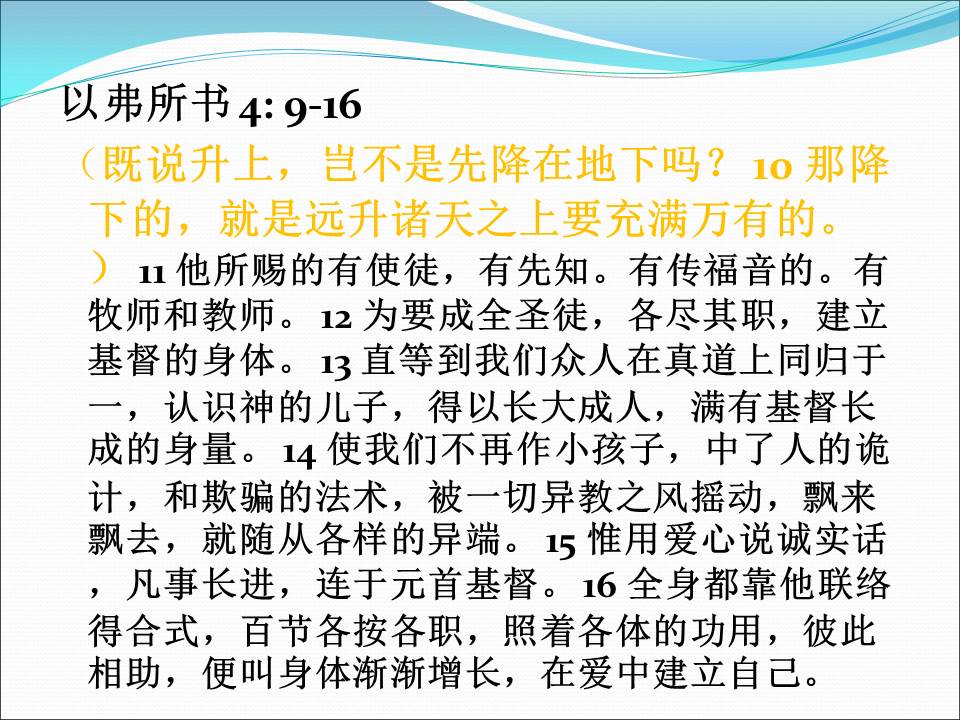 以弗所书 4: 9-16
（既说升上，岂不是先降在地下吗？ 10 那降
下的，就是远升诸天之上要充满万有的。
） 11 他所赐的有使徒，有先知。有传福音的。有
牧师和教师。 12 为要成全圣徒，各尽其职，建立
基督的身体。 13 直等到我们众人在真道上同归于
一，认识神的儿子，得以长大成人，满有基督长
成的身量。 14 使我们不再作小孩子，中了人的诡
计，和欺骗的法术，被一切异教之风摇动，飘来
飘去，就随从各样的异端。 15 惟用爱心说诚实话
，凡事长进，连于元首基督。 16 全身都靠他联络
得合式，百节各按各职，照着各体的功用，彼此
相助，便叫身体渐渐增长，在爱中建立自己。